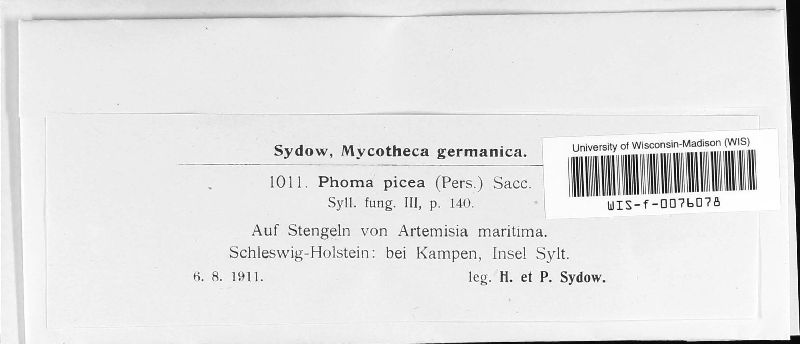 Sydow, Mycotheca germanica.
University of Wisconsin-Madison (WIS)
WIS-f-0076078
1011. Phoma picea (Pers.) Sacc.
Syll. fung. III, p. 140.
Auf Stengeln von Artemisia maritima.
Schleswig-Holstein: bei Kampen, Insel Sylt.
6. 8. 1911. leg. H. et P. Sydow.